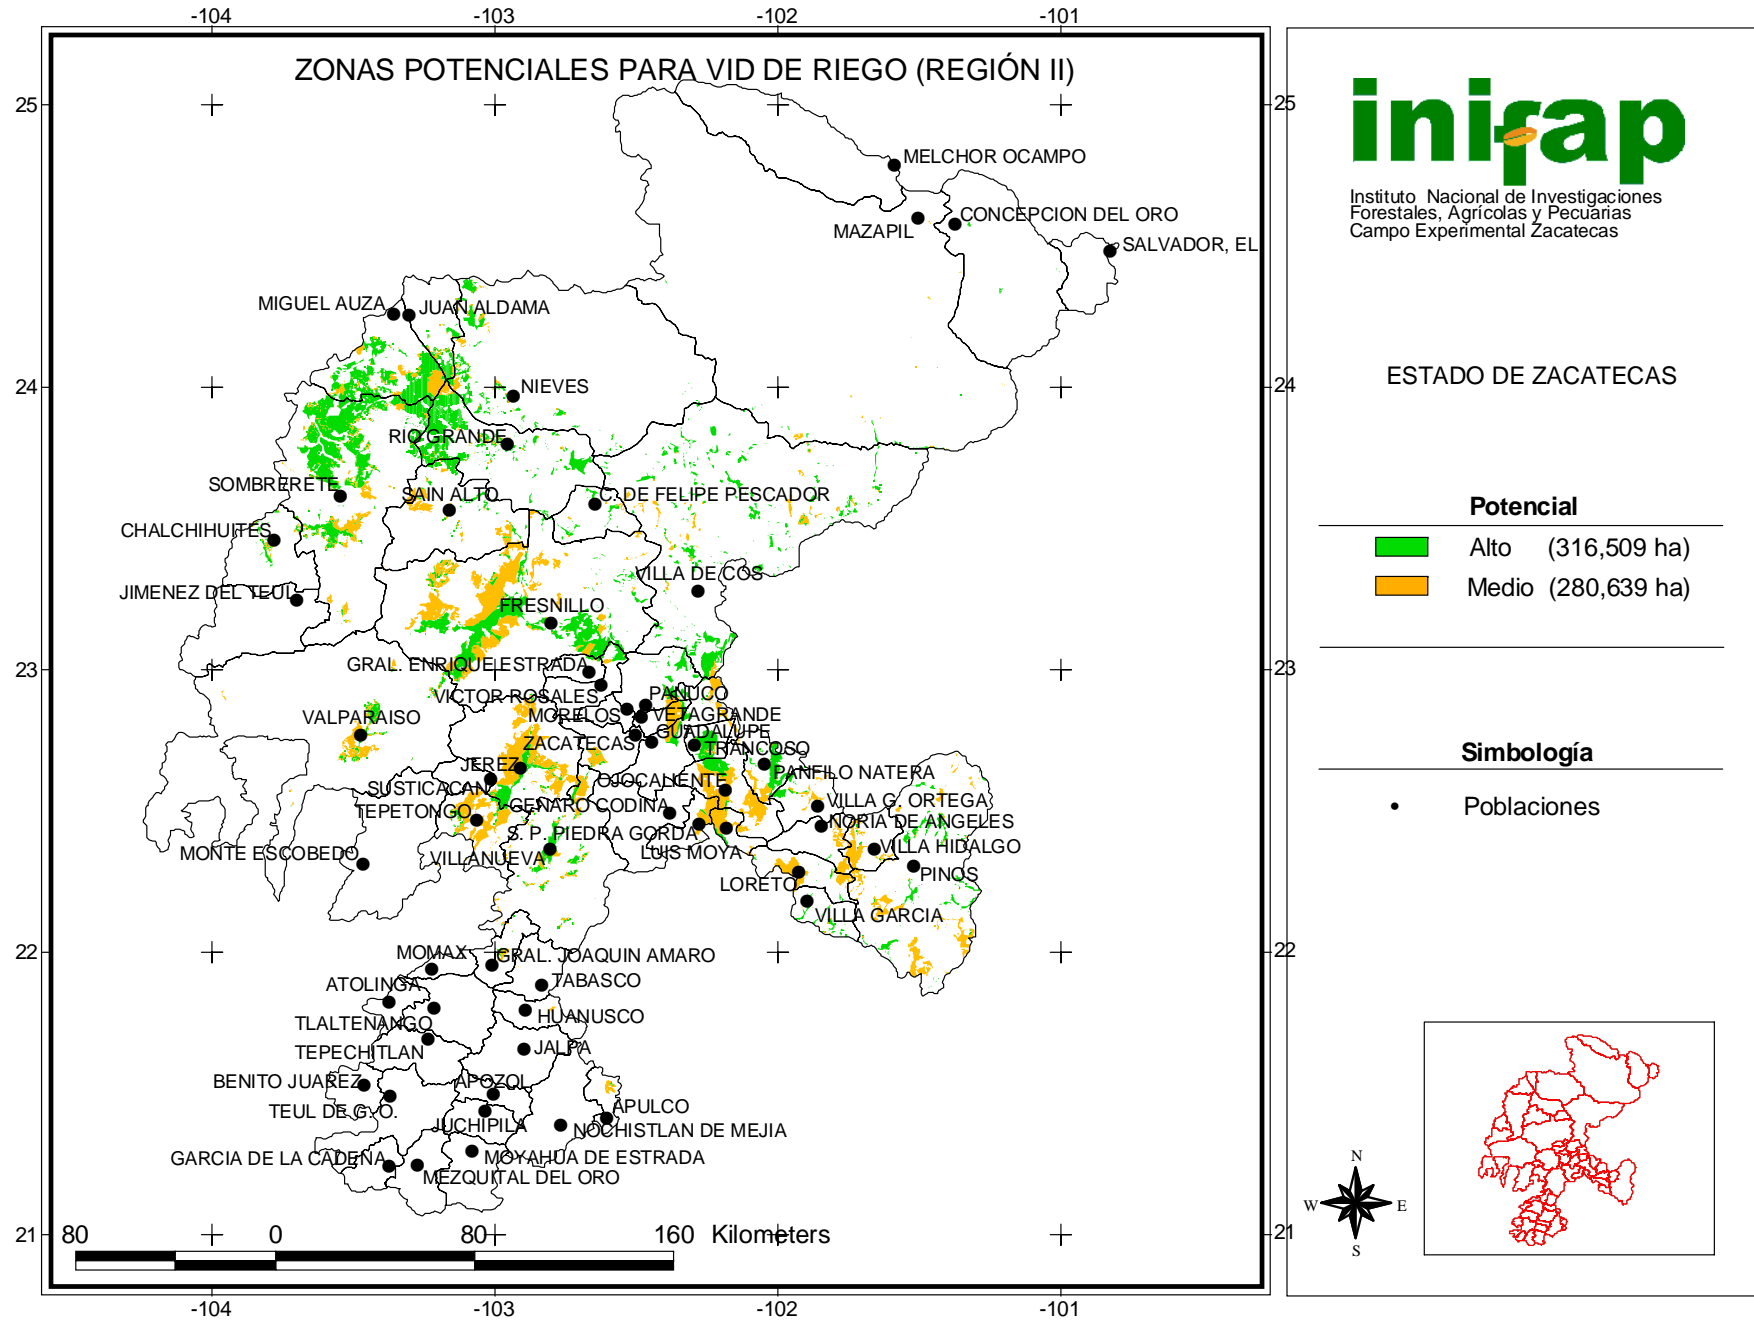 -104
-103
-102
-101
ZONAS POTENCIALES PARA VID DE RIEGO (REGIÓN II)
25
25
MELCHOR OCAMPO
CONCEPCION DEL ORO
MAZAPIL
SALVADOR, EL
MIGUEL AUZA
JUAN ALDAMA
24
24
NIEVES
RIO GRANDE
SOMBRERETE
SAIN ALTO
C. DE FELIPE PESCADOR
CHALCHIHUITES
VILLA DE COS
JIMENEZ DEL TEUL
FRESNILLO
23
23
GRAL. ENRIQUE ESTRADA
VICTOR ROSALES
PANUCO
VALPARAISO
MORELOS
VETAGRANDE
GUADALUPE
ZACATECAS
TRANCOSO
JEREZ
OJOCALIENTE
PANFILO NATERA
SUSTICACAN
TEPETONGO
GENARO CODINA
VILLA G. ORTEGA
NORIA DE ANGELES
S. P. PIEDRA GORDA
MONTE ESCOBEDO
VILLANUEVA
LUIS MOYA
VILLA HIDALGO
PINOS
LORETO
VILLA GARCIA
22
22
MOMAX
GRAL. JOAQUIN AMARO
ATOLINGA
TABASCO
TLALTENANGO
HUANUSCO
TEPECHITLAN
JALPA
BENITO JUAREZ
APOZOL
TEUL DE G. O.
APULCO
JUCHIPILA
NOCHISTLAN DE MEJIA
GARCIA DE LA CADENA
MOYAHUA DE ESTRADA
MEZQUITAL DEL ORO
21
21
80
0
80
160 Kilometers
-104
-103
-102
-101
inifap
Instituto Nacional de Investigaciones
Forestales, Agrícolas y Pecuarias
Campo Experimental Zacatecas
ESTADO DE ZACATECAS
Potencial
Alto (316,509 ha)
Medio (280,639 ha)
Simbología
Poblaciones
N
W
E
S